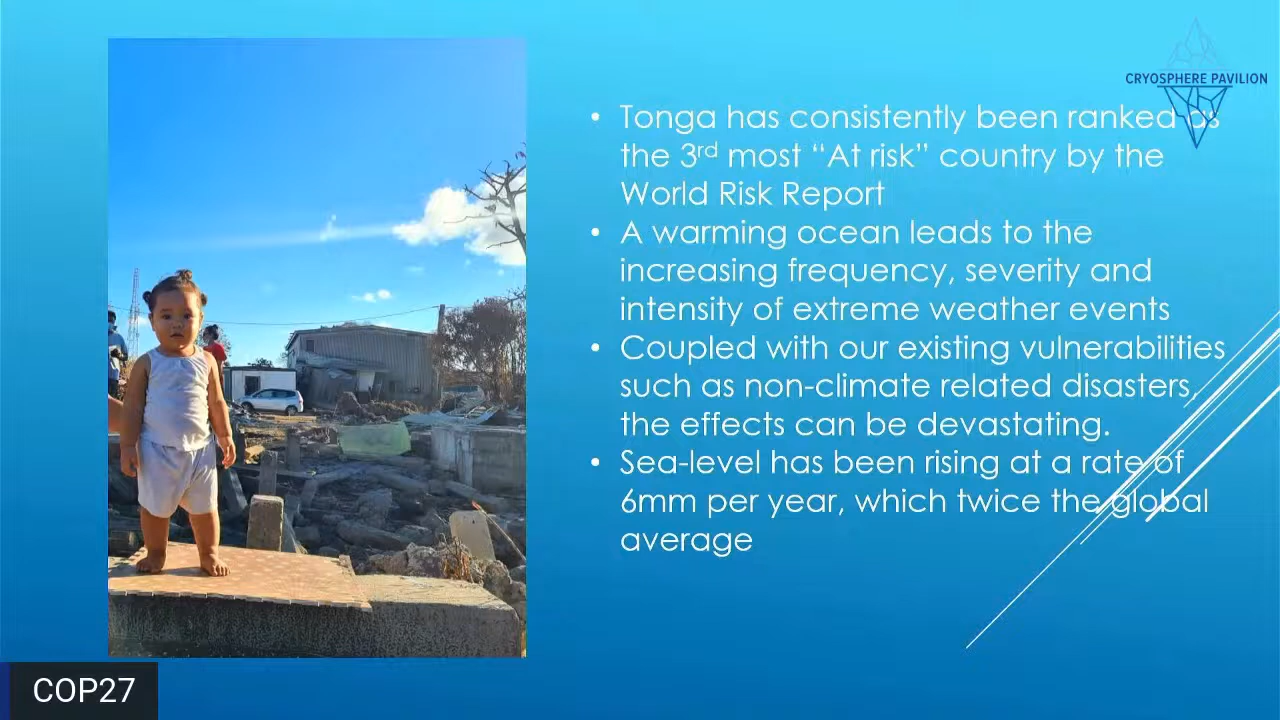 CRYOSPHERE PAVILION
• Tonga has consistently been ranked as
the 3rd most “At risk” country by the
World Risk Report
• A warming ocean leads to the
increasing frequency, severity and
intensity of extreme weather events
• Coupled with our existing vulnerabilities
such as non-climate related disasters,
the effects can be devastating.
• Sea-level has been rising at a rate of
6mm per year, which twice the global
average
COP27